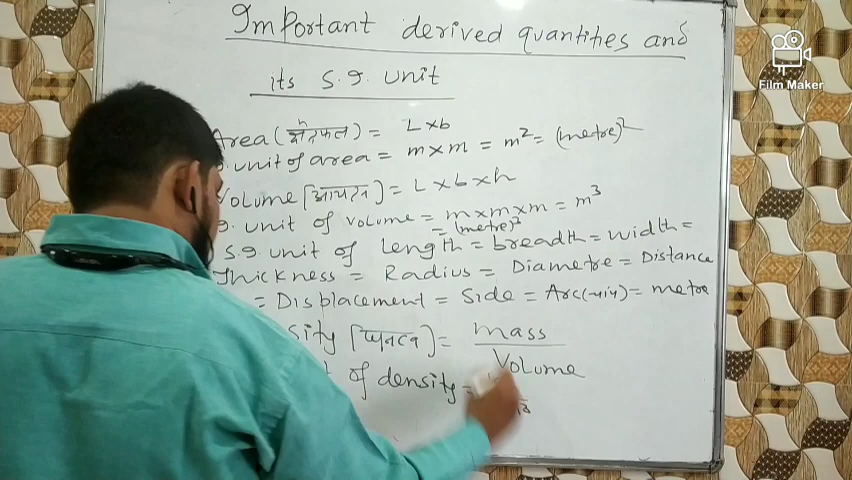 Important derived quantities and
its S.I. unit
Film Maker
Area (क्षेत्रफल) = L×b
unit of area = m×m = m² = (metre)²
Volume [आयतन] = L×b×h
unit of volume = m×m×m = m³
= (metre)³
S.I. unit of length = breadth = width =
Thickness = Radius = Diametre = Distance
= Displacement = Side = Arc(चाप) = metre
sity [घनत्व] = mass
Volume
of density =